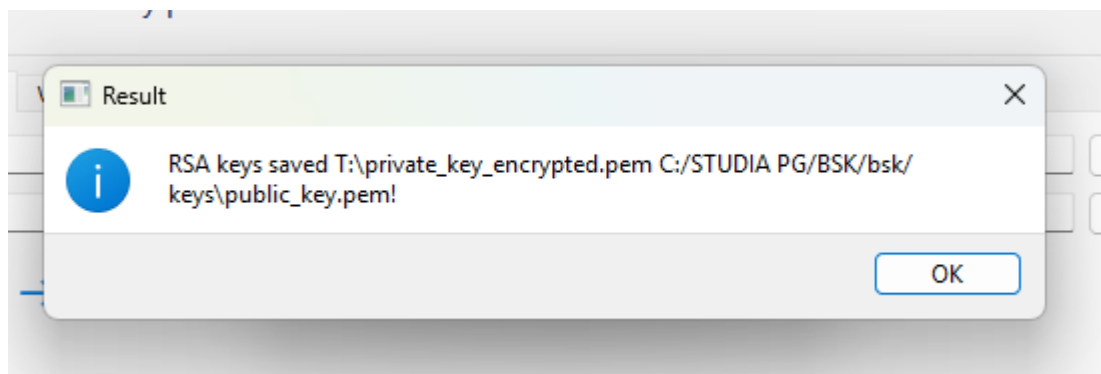 Result
RSA keys saved T:\private_key_encrypted.pem C:/STUDIA PG/BSK/bsk/
keys\public_key.pem!
OK